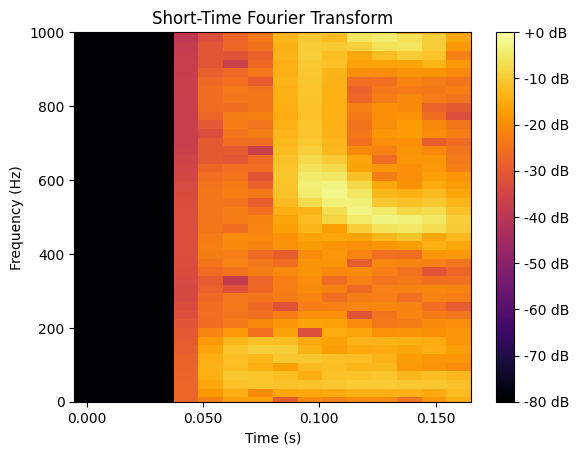 Short-Time Fourier Transform
1000
800
600
400
200
0
Frequency (Hz)
0.000
0.050
0.100
0.150
Time (s)
+0 dB
-10 dB
-20 dB
-30 dB
-40 dB
-50 dB
-60 dB
-70 dB
-80 dB